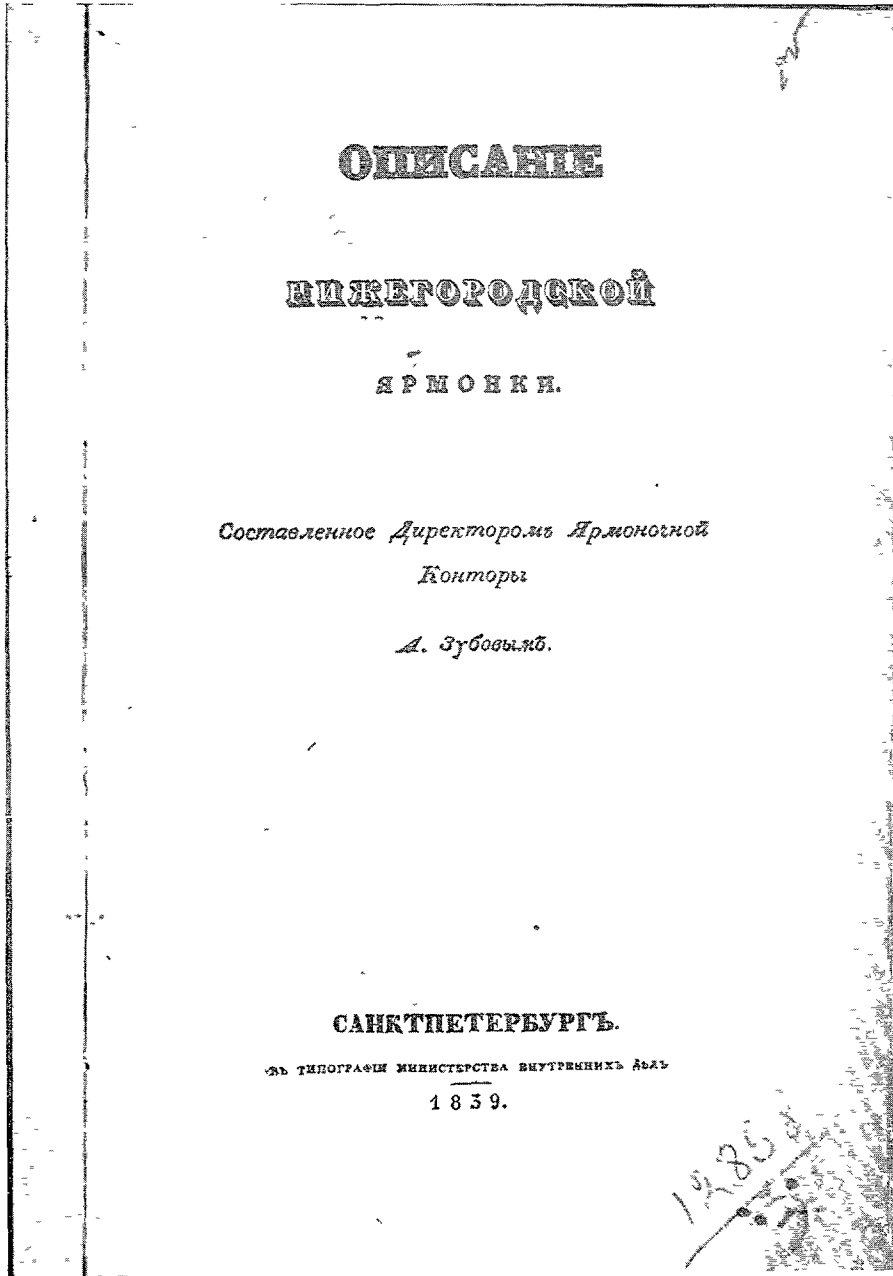 ОПИСАНІЕ
НИЖЕГОРОДСКОЙ
ЯРМОНКИ.
Составленное Директоромъ Ярмоночной
Конторы
А. Зубовымъ.
САНКТПЕТЕРБУРГЪ.
ВЪ ТИПОГРАФІИ МИНИСТЕРСТВА ВНУТРЕННИХЪ ДѢЛЪ
1839.